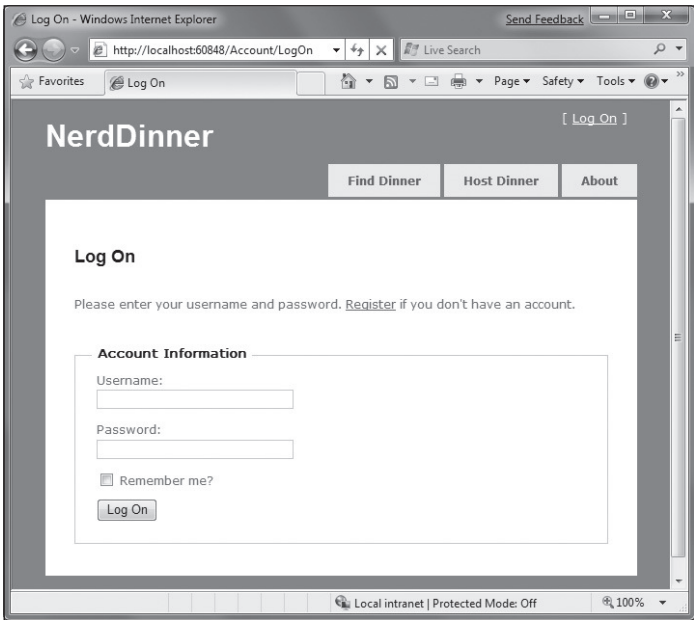 Log On - Windows Internet Explorer
Send Feedback
http://localhost:60848/Account/LogOn
Live Search
Favorites
Log On
Page
Safety
Tools
[ Log On ]
NerdDinner
Find Dinner
Host Dinner
About
Log On
Please enter your username and password. Register if you don't have an account.
Account Information
Username:
Password:
Remember me?
Log On
Local intranet | Protected Mode: Off
100%